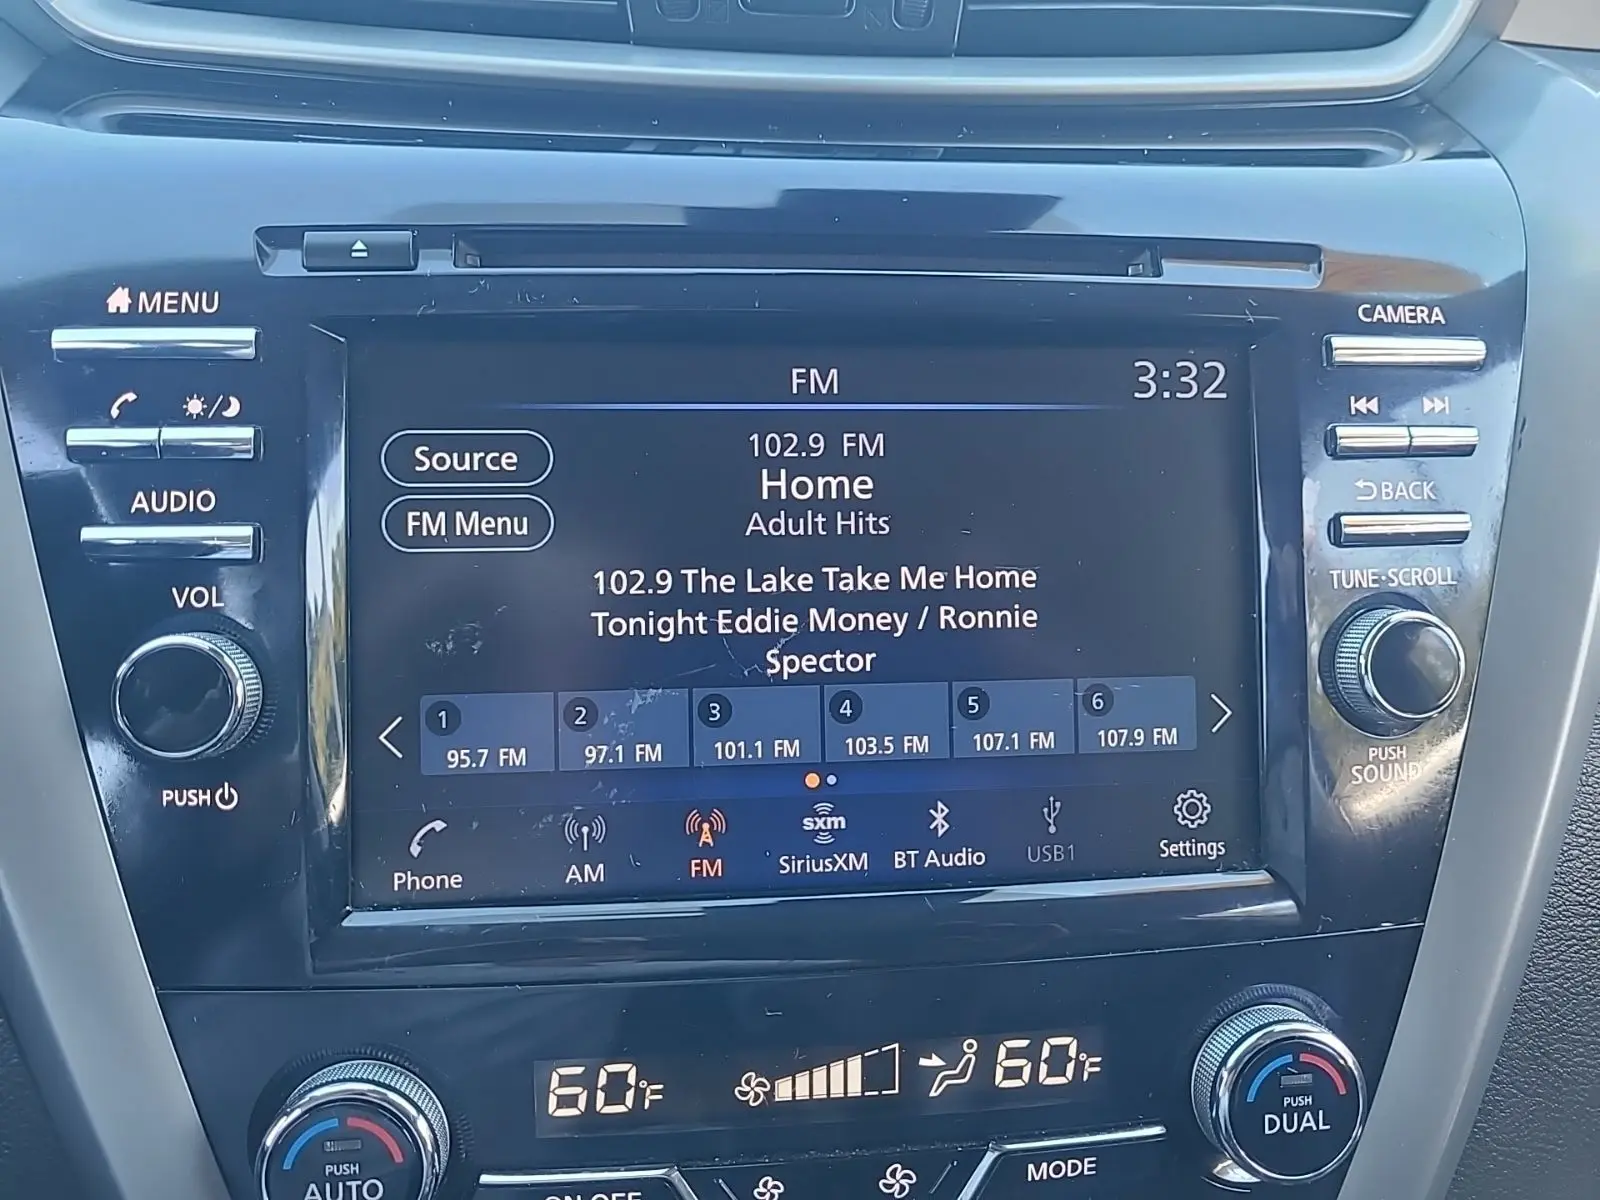 MENU
CAMERA
FM
3:32
Source
102.9 FM
Home
Adult Hits
FM Menu
AUDIO
BACK
102.9 The Lake Take Me Home
Tonight Eddie Money / Ronnie
Spector
VOL
TUNE·SCROLL
1
2
3
4
5
6
95.7 FM
97.1 FM
101.1 FM
103.5 FM
107.1 FM
107.9 FM
PUSH
PUSH
SOUND
sxm
Phone
AM
FM
SiriusXM
BT Audio
USB1
Settings
60°F
60°F
PUSH
AUTO
PUSH
DUAL
ON·OFF
MODE